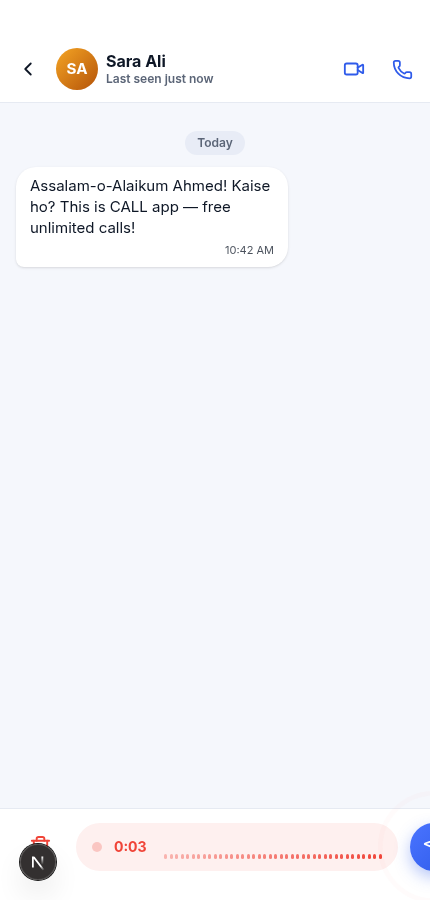 SA
Sara Ali
Last seen just now
Today
Assalam-o-Alaikum Ahmed! Kaise
ho? This is CALL app — free
unlimited calls!
10:42 AM
N
0:03